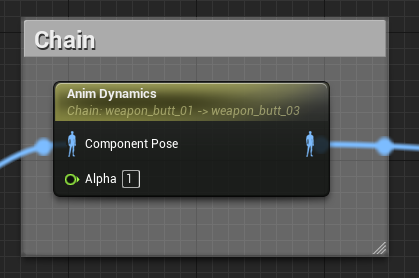 Chain
Anim Dynamics
Chain: weapon_butt_01 -> weapon_butt_03
Component Pose
Alpha 1